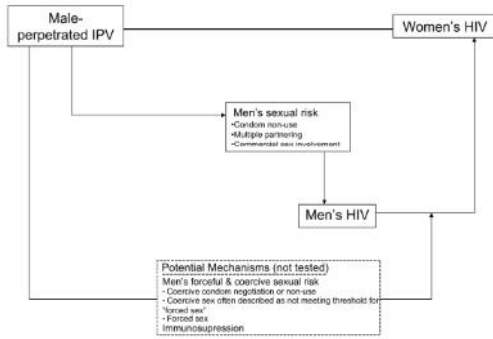 Male-
perpetrated IPV
Women's HIV
Men's sexual risk
•Condom non-use
•Multiple partnering
•Commercial sex involvement
Men's HIV
Potential Mechanisms (not tested)
Men's forceful & coercive sexual risk
- Coercive condom negotiation or non-use
- Coercive sex often described as not meeting threshold for
"forced sex"
- Forced sex
Immunosupression